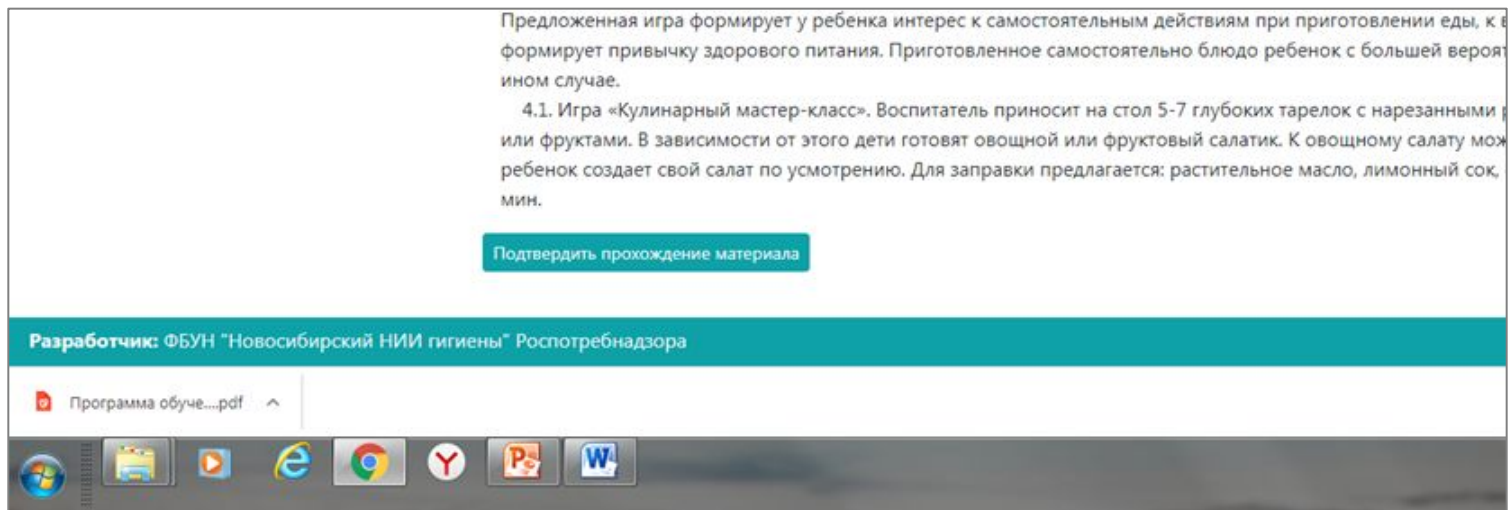 Предложенная игра формирует у ребенка интерес к самостоятельным действиям при приготовлении еды, к
формирует привычку здорового питания. Приготовленное самостоятельно блюдо ребенок с большей
ином случае.
4.1. Игра «Кулинарный мастер-класс». Воспитатель приносит на стол 5-7 глубоких тарелок с нарезанными
или фруктами. В зависимости от этого дети готовят овощной или фруктовый салатик. К овощному салату
ребенок создает свой салат по усмотрению. Для заправки предлагается: растительное масло, лимонный сок,
мин.
Подтвердить прохождение материала
Разработчик: ФБУН "Новосибирский НИИ гигиены" Роспотребнадзора
Программа обуче....pdf